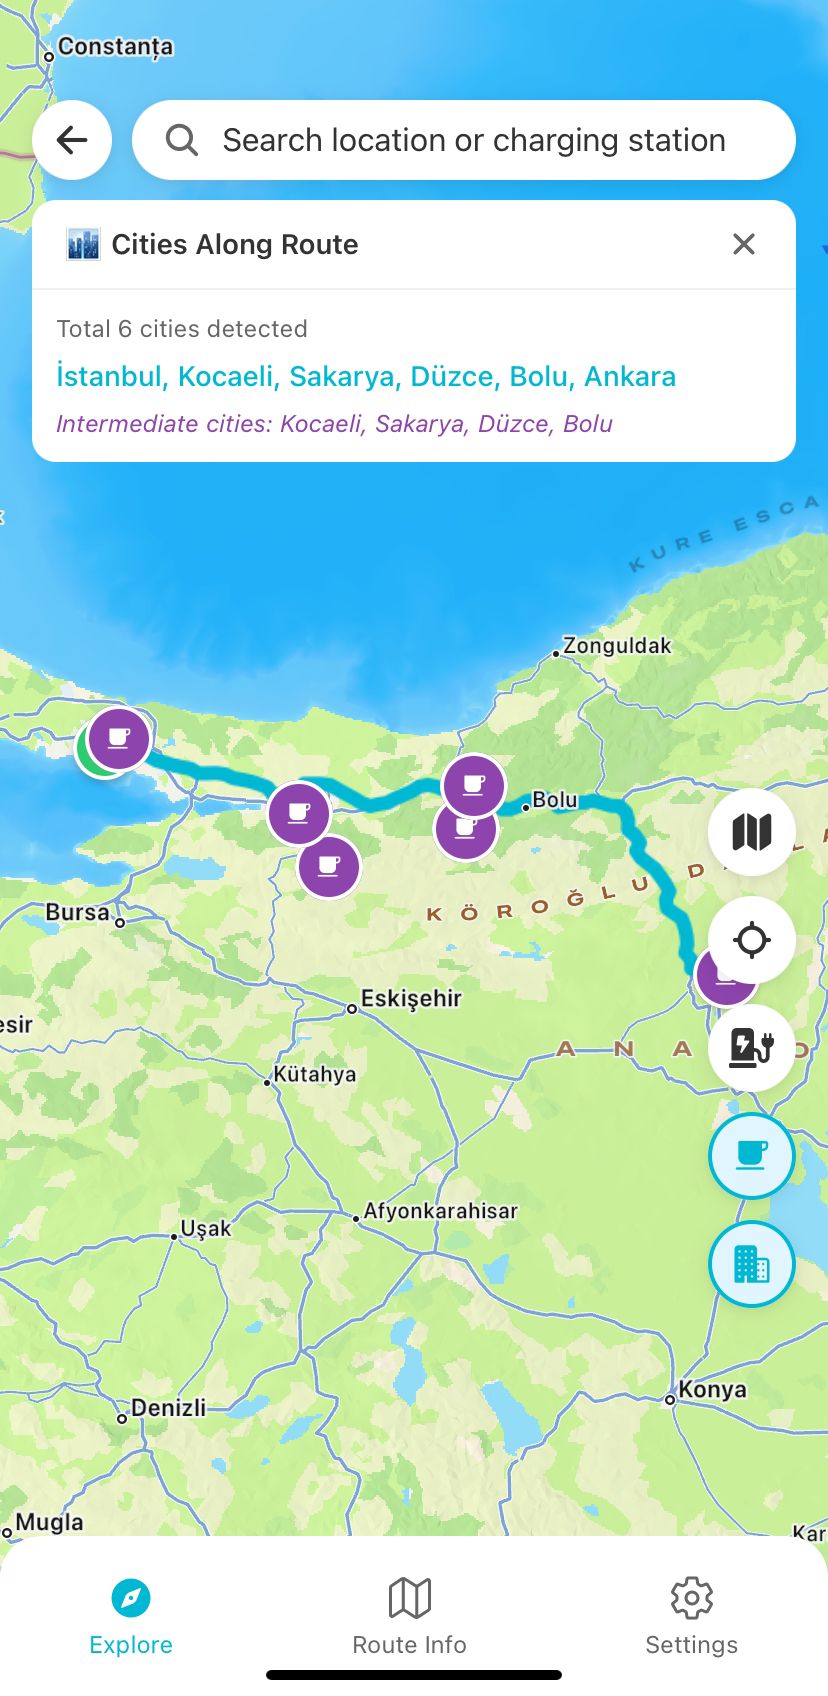 Constanța
Search location or charging station
Cities Along Route
Total 6 cities detected
İstanbul, Kocaeli, Sakarya, Düzce, Bolu, Ankara
Intermediate cities: Kocaeli, Sakarya, Düzce, Bolu
KURE ESCA
Zonguldak
Bolu
KÖROĞLU D
Bursa
Eskişehir
esir
ANA D
Kütahya
Afyonkarahisar
Uşak
Konya
Denizli
Mugla
Kar
Explore
Route Info
Settings